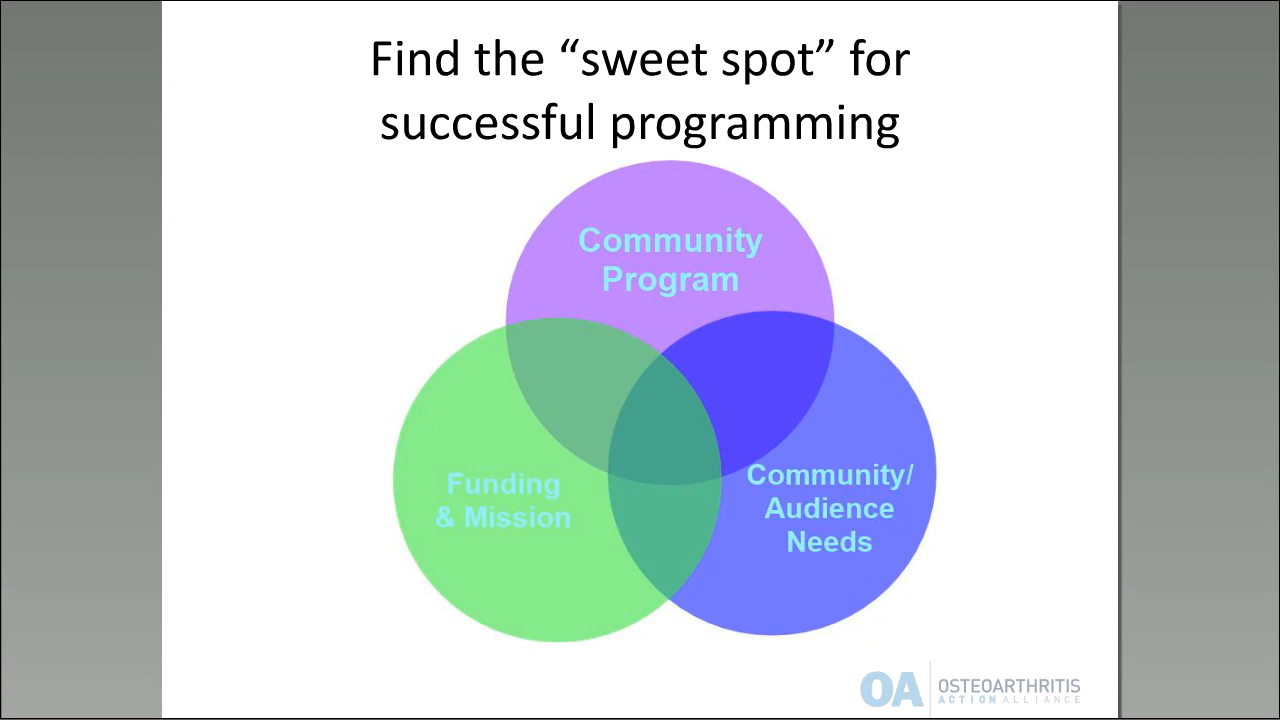 Find the “sweet spot” for
successful programming
Community
Program
Funding
& Mission
Community/
Audience
Needs
OA
OSTEOARTHRITIS
ACTION ALLIANCE